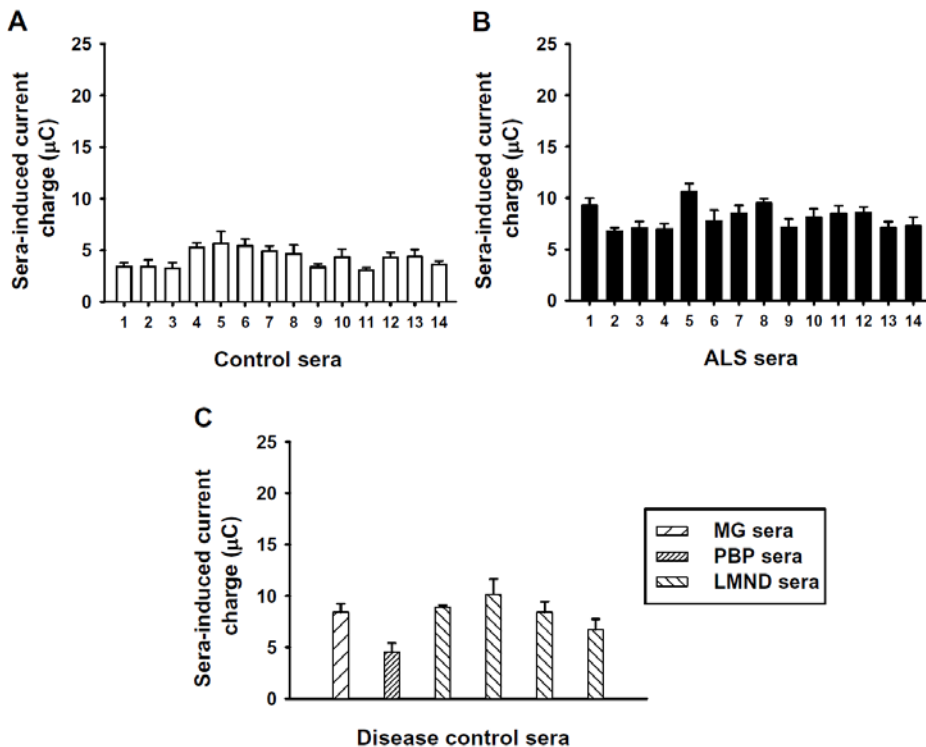 A
Sera-induced current
charge (μC)
25
20
15
10
5
0
1 2 3 4 5 6 7 8 9 10 11 12 13 14
Control sera
B
Sera-induced current
charge (μC)
25
20
15
10
5
0
1 2 3 4 5 6 7 8 9 10 11 12 13 14
ALS sera
C
Sera-induced current
charge (μC)
25
20
15
10
5
0
Disease control sera
MG sera
PBP sera
LMND sera